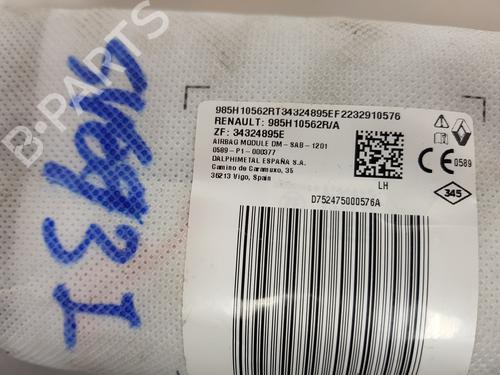 B-PARTS
985H10562RT34324895EF2232910576
RENAULT: 985H10562R/A
ZF: 34324895E
AIRBAG MODULE DM - SAB - 1201
0589 - P1 - 000377
DALPHIMETAL ESPAÑA S.A.
Camino de Caramuxo, 35
36213 Vigo, Spain
LH
CE 0589
345
D752475000576A